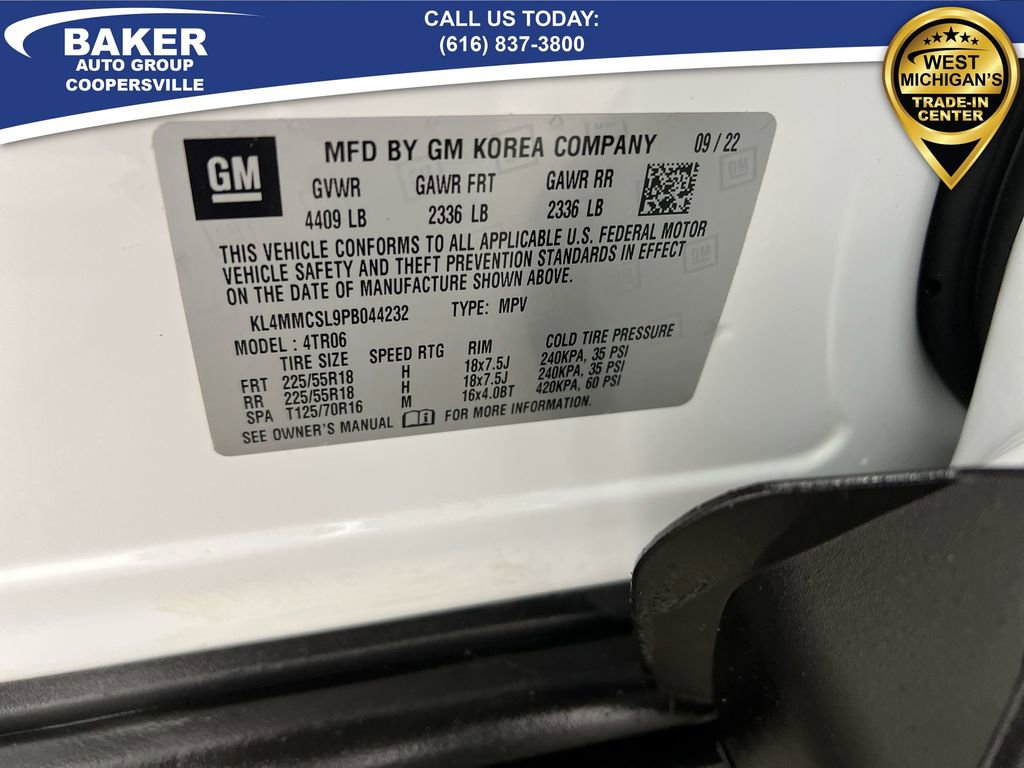 BAKER
AUTO GROUP
COOPERSVILLE
CALL US TODAY:
(616) 837-3800
WEST
MICHIGAN'S
TRADE-IN
CENTER
GM
MFD BY GM KOREA COMPANY 09/22
GVWR GAWR FRT GAWR RR
4409 LB 2336 LB 2336 LB
THIS VEHICLE CONFORMS TO ALL APPLICABLE U.S. FEDERAL MOTOR
VEHICLE SAFETY AND THEFT PREVENTION STANDARDS IN EFFECT
ON THE DATE OF MANUFACTURE SHOWN ABOVE.
KL4MMCSL9PB044232 TYPE: MPV
MODEL : 4TR06
TIRE SIZE SPEED RTG RIM COLD TIRE PRESSURE
FRT 225/55R18 H 18x7.5J 240KPA, 35 PSI
RR 225/55R18 H 18x7.5J 240KPA, 35 PSI
SPA T125/70R16 M 16x4.0BT 420KPA, 60 PSI
SEE OWNER'S MANUAL FOR MORE INFORMATION.